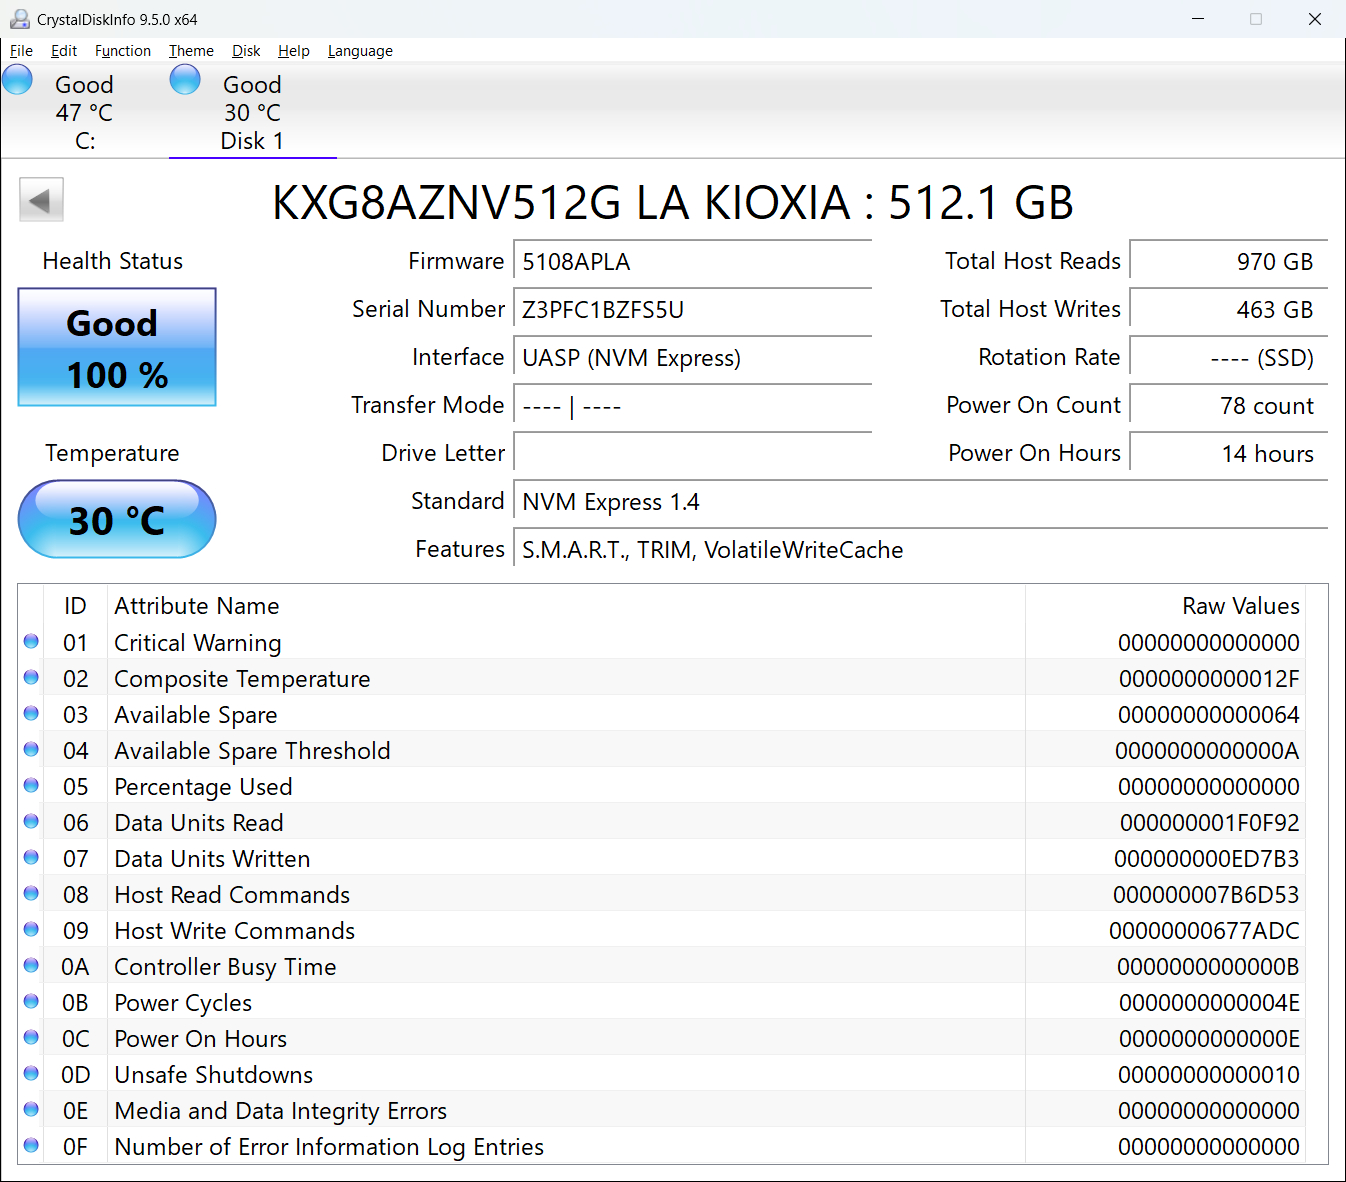 CrystalDiskInfo 9.5.0 x64
File Edit Function Theme Disk Help Language
Good Good
47 °C 30 °C
C: Disk 1
KXG8AZNV512G LA KIOXIA : 512.1 GB
Health Status
Good
100 %
Temperature
30 °C
Firmware 5108APLA
Serial Number Z3PFC1BZFS5U
Interface UASP (NVM Express)
Transfer Mode ---- | ----
Drive Letter
Standard NVM Express 1.4
Features S.M.A.R.T., TRIM, VolatileWriteCache
Total Host Reads 970 GB
Total Host Writes 463 GB
Rotation Rate ---- (SSD)
Power On Count 78 count
Power On Hours 14 hours
ID Attribute Name Raw Values
01 Critical Warning 00000000000000
02 Composite Temperature 0000000000012F
03 Available Spare 00000000000064
04 Available Spare Threshold 0000000000000A
05 Percentage Used 00000000000000
06 Data Units Read 000000001F0F92
07 Data Units Written 000000000ED7B3
08 Host Read Commands 000000007B6D53
09 Host Write Commands 00000000677ADC
0A Controller Busy Time 0000000000000B
0B Power Cycles 0000000000004E
0C Power On Hours 0000000000000E
0D Unsafe Shutdowns 00000000000010
0E Media and Data Integrity Errors 00000000000000
0F Number of Error Information Log Entries 00000000000000